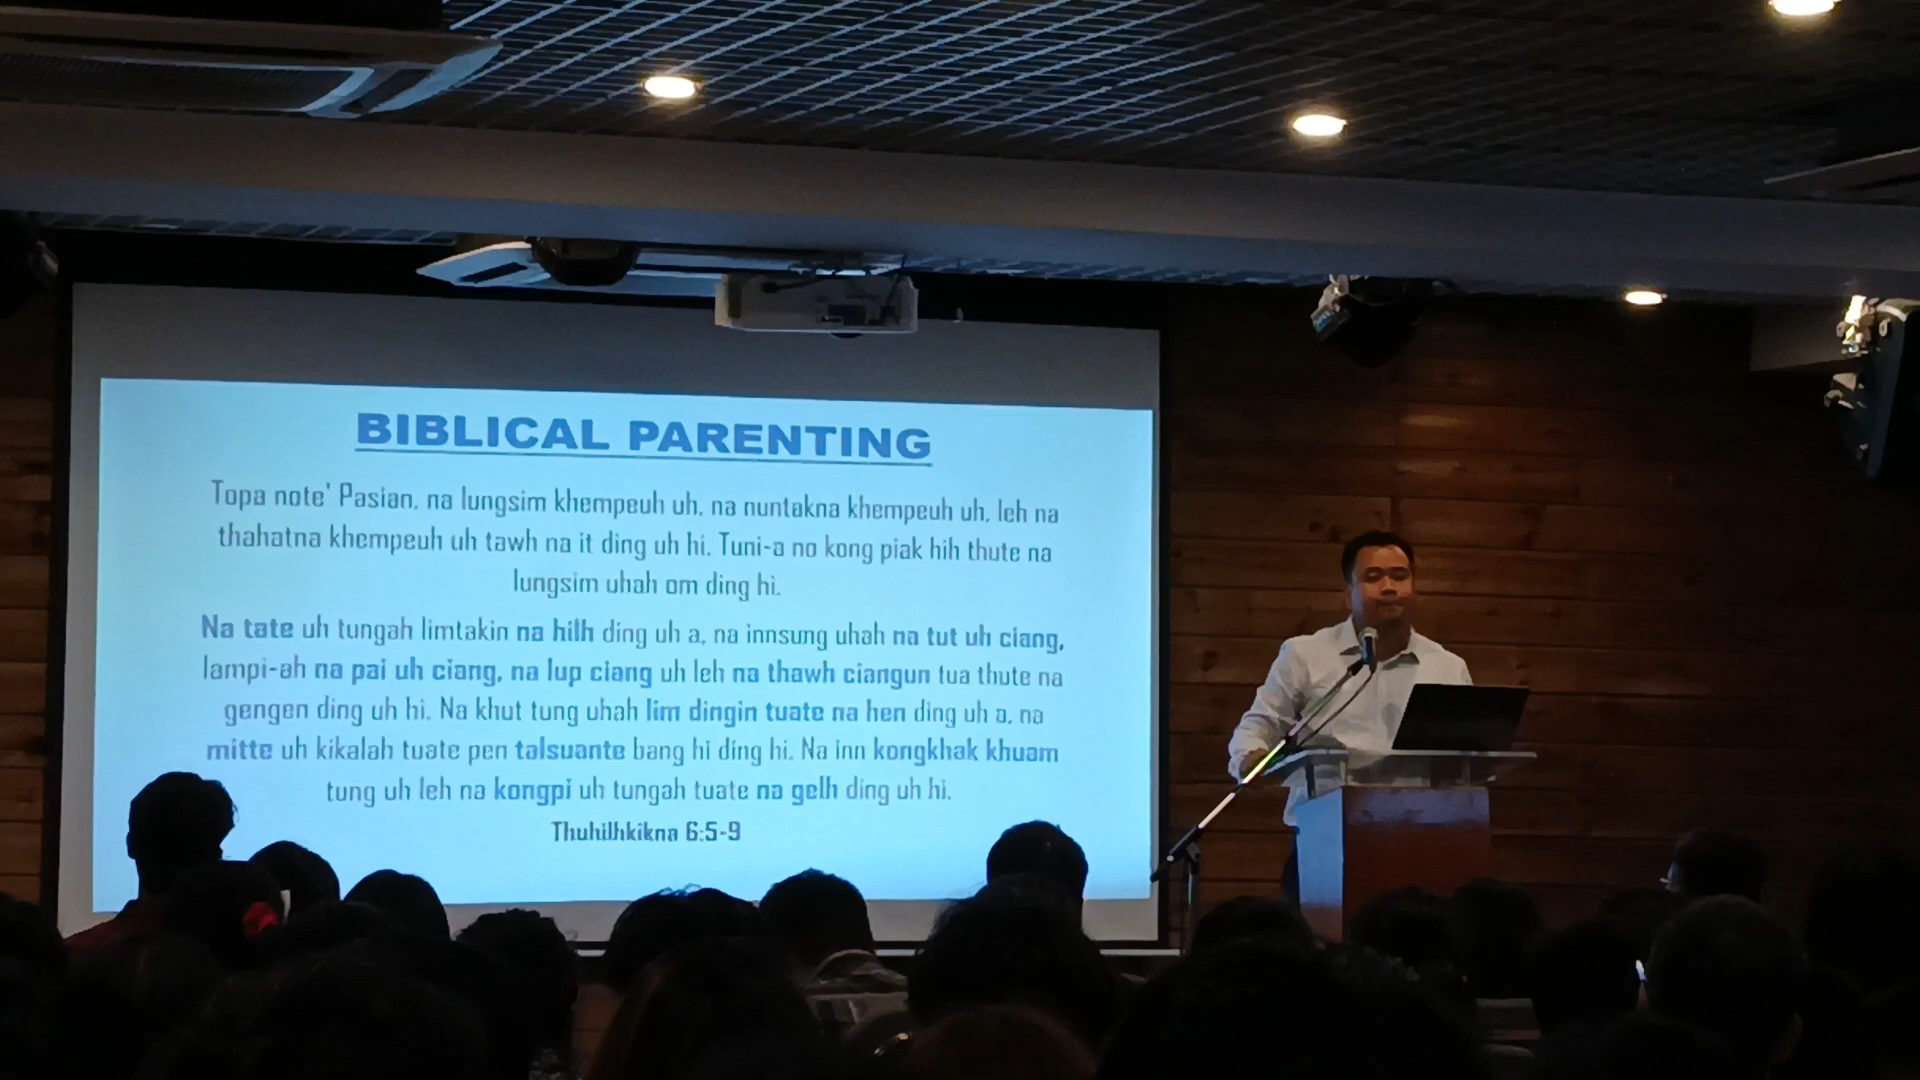 BIBLICAL PARENTING
Topa note' Pasian, na lungsim khempeuh uh, na nuntakna khempeuh uh, leh na
thahatna khempeuh uh tawh na it ding uh hi. Tuni-a no kong piak hih thute na
lungsim uhah om ding hi.
Na tate uh tungah limtakin na hilh ding uh a, na innsung uhah na tut uh ciang,
lampi-ah na pai uh ciang, na lup ciang uh leh na thawh ciangun tua thute na
gengen ding uh hi. Na khut tung uhah lim dingin tuate na hen ding uh a, na
mitte uh kikalah tuate pen talsuante bang hi ding hi. Na inn kongkhak khuam
tung uh leh na kongpi uh tungah tuate na gelh ding uh hi.
Thuhilhkikna 6:5-9